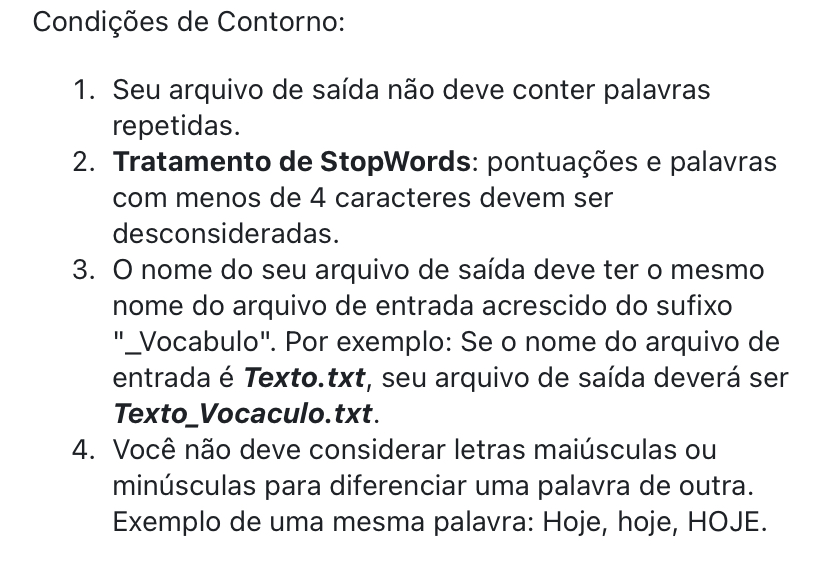 Condições de Contorno:
1. Seu arquivo de saída não deve conter palavras
repetidas.
2. Tratamento de StopWords: pontuações e palavras
com menos de 4 caracteres devem ser
desconsideradas.
3. O nome do seu arquivo de saída deve ter o mesmo
nome do arquivo de entrada acrescido do sufixo
"_Vocabulo". Por exemplo: Se o nome do arquivo de
entrada é Texto.txt, seu arquivo de saída deverá ser
Texto_Vocaculo.txt.
4. Você não deve considerar letras maiúsculas ou
minúsculas para diferenciar uma palavra de outra.
Exemplo de uma mesma palavra: Hoje, hoje, HOJE.